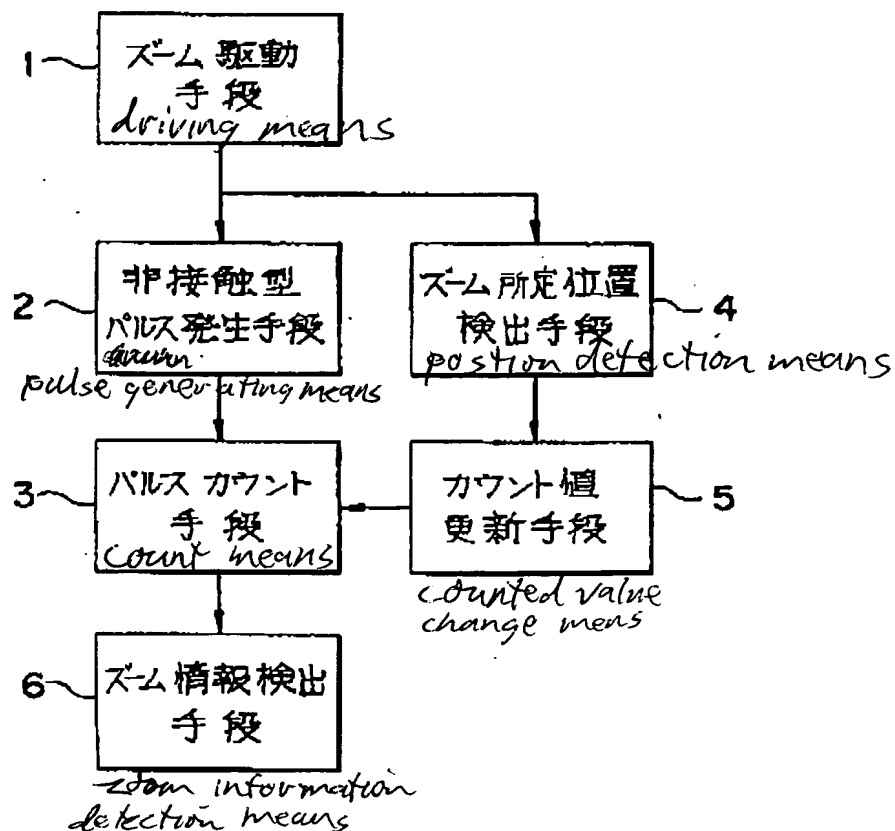 1
ズーム駆動
手段
driving means
2
非接触型
パルス発生手段
pulse generating means
4
ズーム所定位置
検出手段
postion detection means
3
パルスカウント
手段
count means
5
カウント値
更新手段
counted value
change mens
6
ズーム情報検出
手段
zoom information
detection means